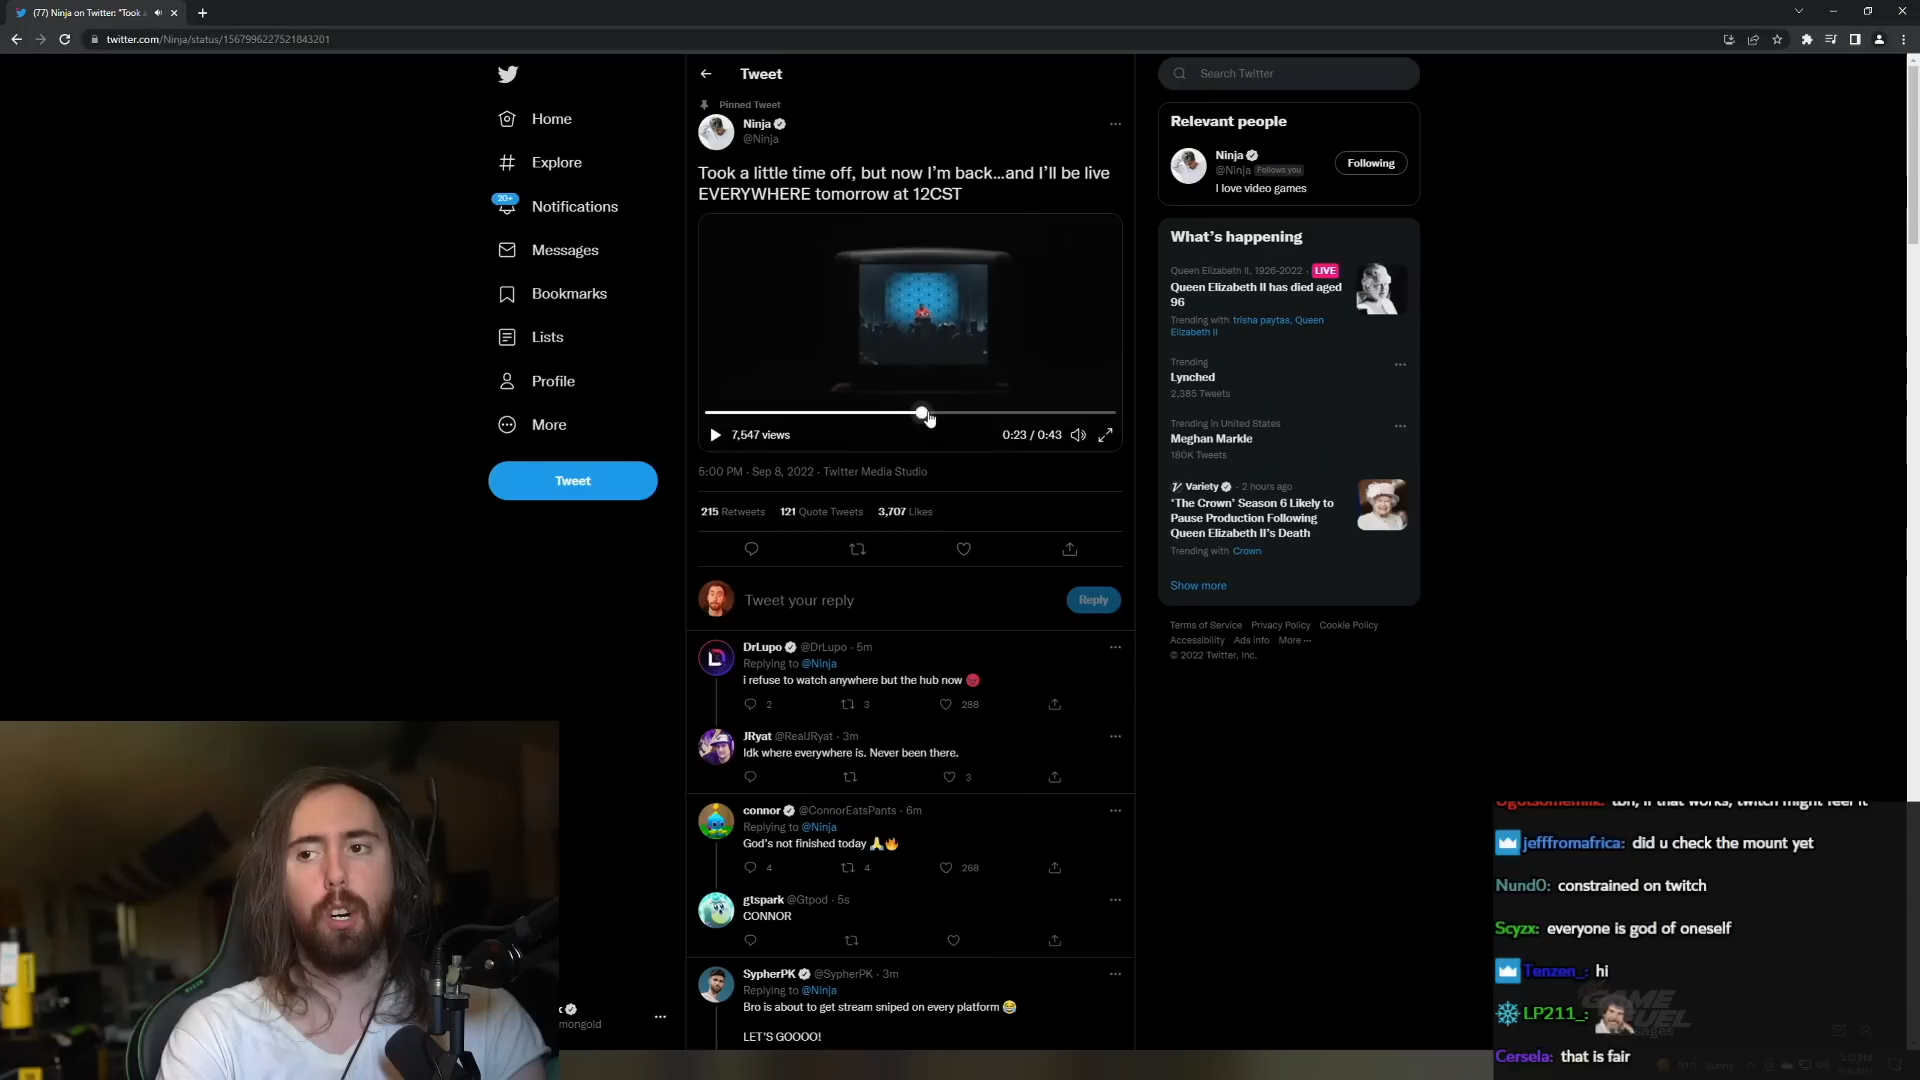 (77) Ninja on Twitter: "Took a
twitter.com/Ninja/status/1567996227521843201
Home
Explore
20+
Notifications
Messages
Bookmarks
Lists
Profile
More
Tweet
Tweet
Pinned Tweet
Ninja
@Ninja
Took a little time off, but now I'm back...and I'll be live
EVERYWHERE tomorrow at 12CST
7,547 views
0:23 / 0:43
5:00 PM · Sep 8, 2022 · Twitter Media Studio
215 Retweets 121 Quote Tweets 3,707 Likes
Tweet your reply
Reply
DrLupo @DrLupo · 5m
Replying to @Ninja
i refuse to watch anywhere but the hub now 😡
2 3 288
JRyat @RealJRyat · 3m
Idk where everywhere is. Never been there.
3
connor @ConnorEatsPants · 6m
Replying to @Ninja
God's not finished today 🙏🔥
4 4 268
gtspark @Gtpod · 5s
CONNOR
SypherPK @SypherPK · 3m
Replying to @Ninja
Bro is about to get stream sniped on every platform 😂
LET'S GOOOO!
Search Twitter
Relevant people
Ninja
@Ninja Follows you
Following
I love video games
What's happening
Queen Elizabeth II, 1926-2022 · LIVE
Queen Elizabeth II has died aged
96
Trending with trisha paytas, Queen
Elizabeth II
Trending
Lynched
2,385 Tweets
Trending in United States
Meghan Markle
180K Tweets
Variety · 2 hours ago
'The Crown' Season 6 Likely to
Pause Production Following
Queen Elizabeth II's Death
Trending with Crown
Show more
Terms of Service Privacy Policy Cookie Policy
Accessibility Ads info More ···
© 2022 Twitter, Inc.
mongold
tbh, if that works, twitch might feel it
jefffromafrica: did u check the mount yet
Nund0: constrained on twitch
Scyzx: everyone is god of oneself
Tenzen_: hi
LP211_:
Cersela: that is fair
GAME
Sunny